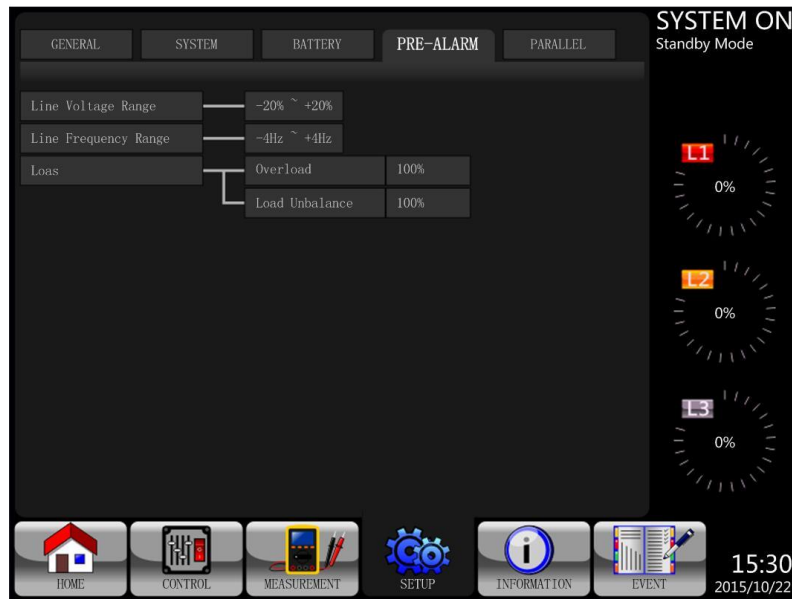 SYSTEM ON
Standby Mode
GENERAL SYSTEM BATTERY PRE-ALARM PARALLEL
Line Voltage Range -20% ~ +20%
Line Frequency Range -4Hz ~ +4Hz
Loas Overload 100%
Load Unbalance 100%
L1
0%
L2
0%
L3
0%
HOME CONTROL MEASUREMENT SETUP INFORMATION EVENT
15:30
2015/10/22